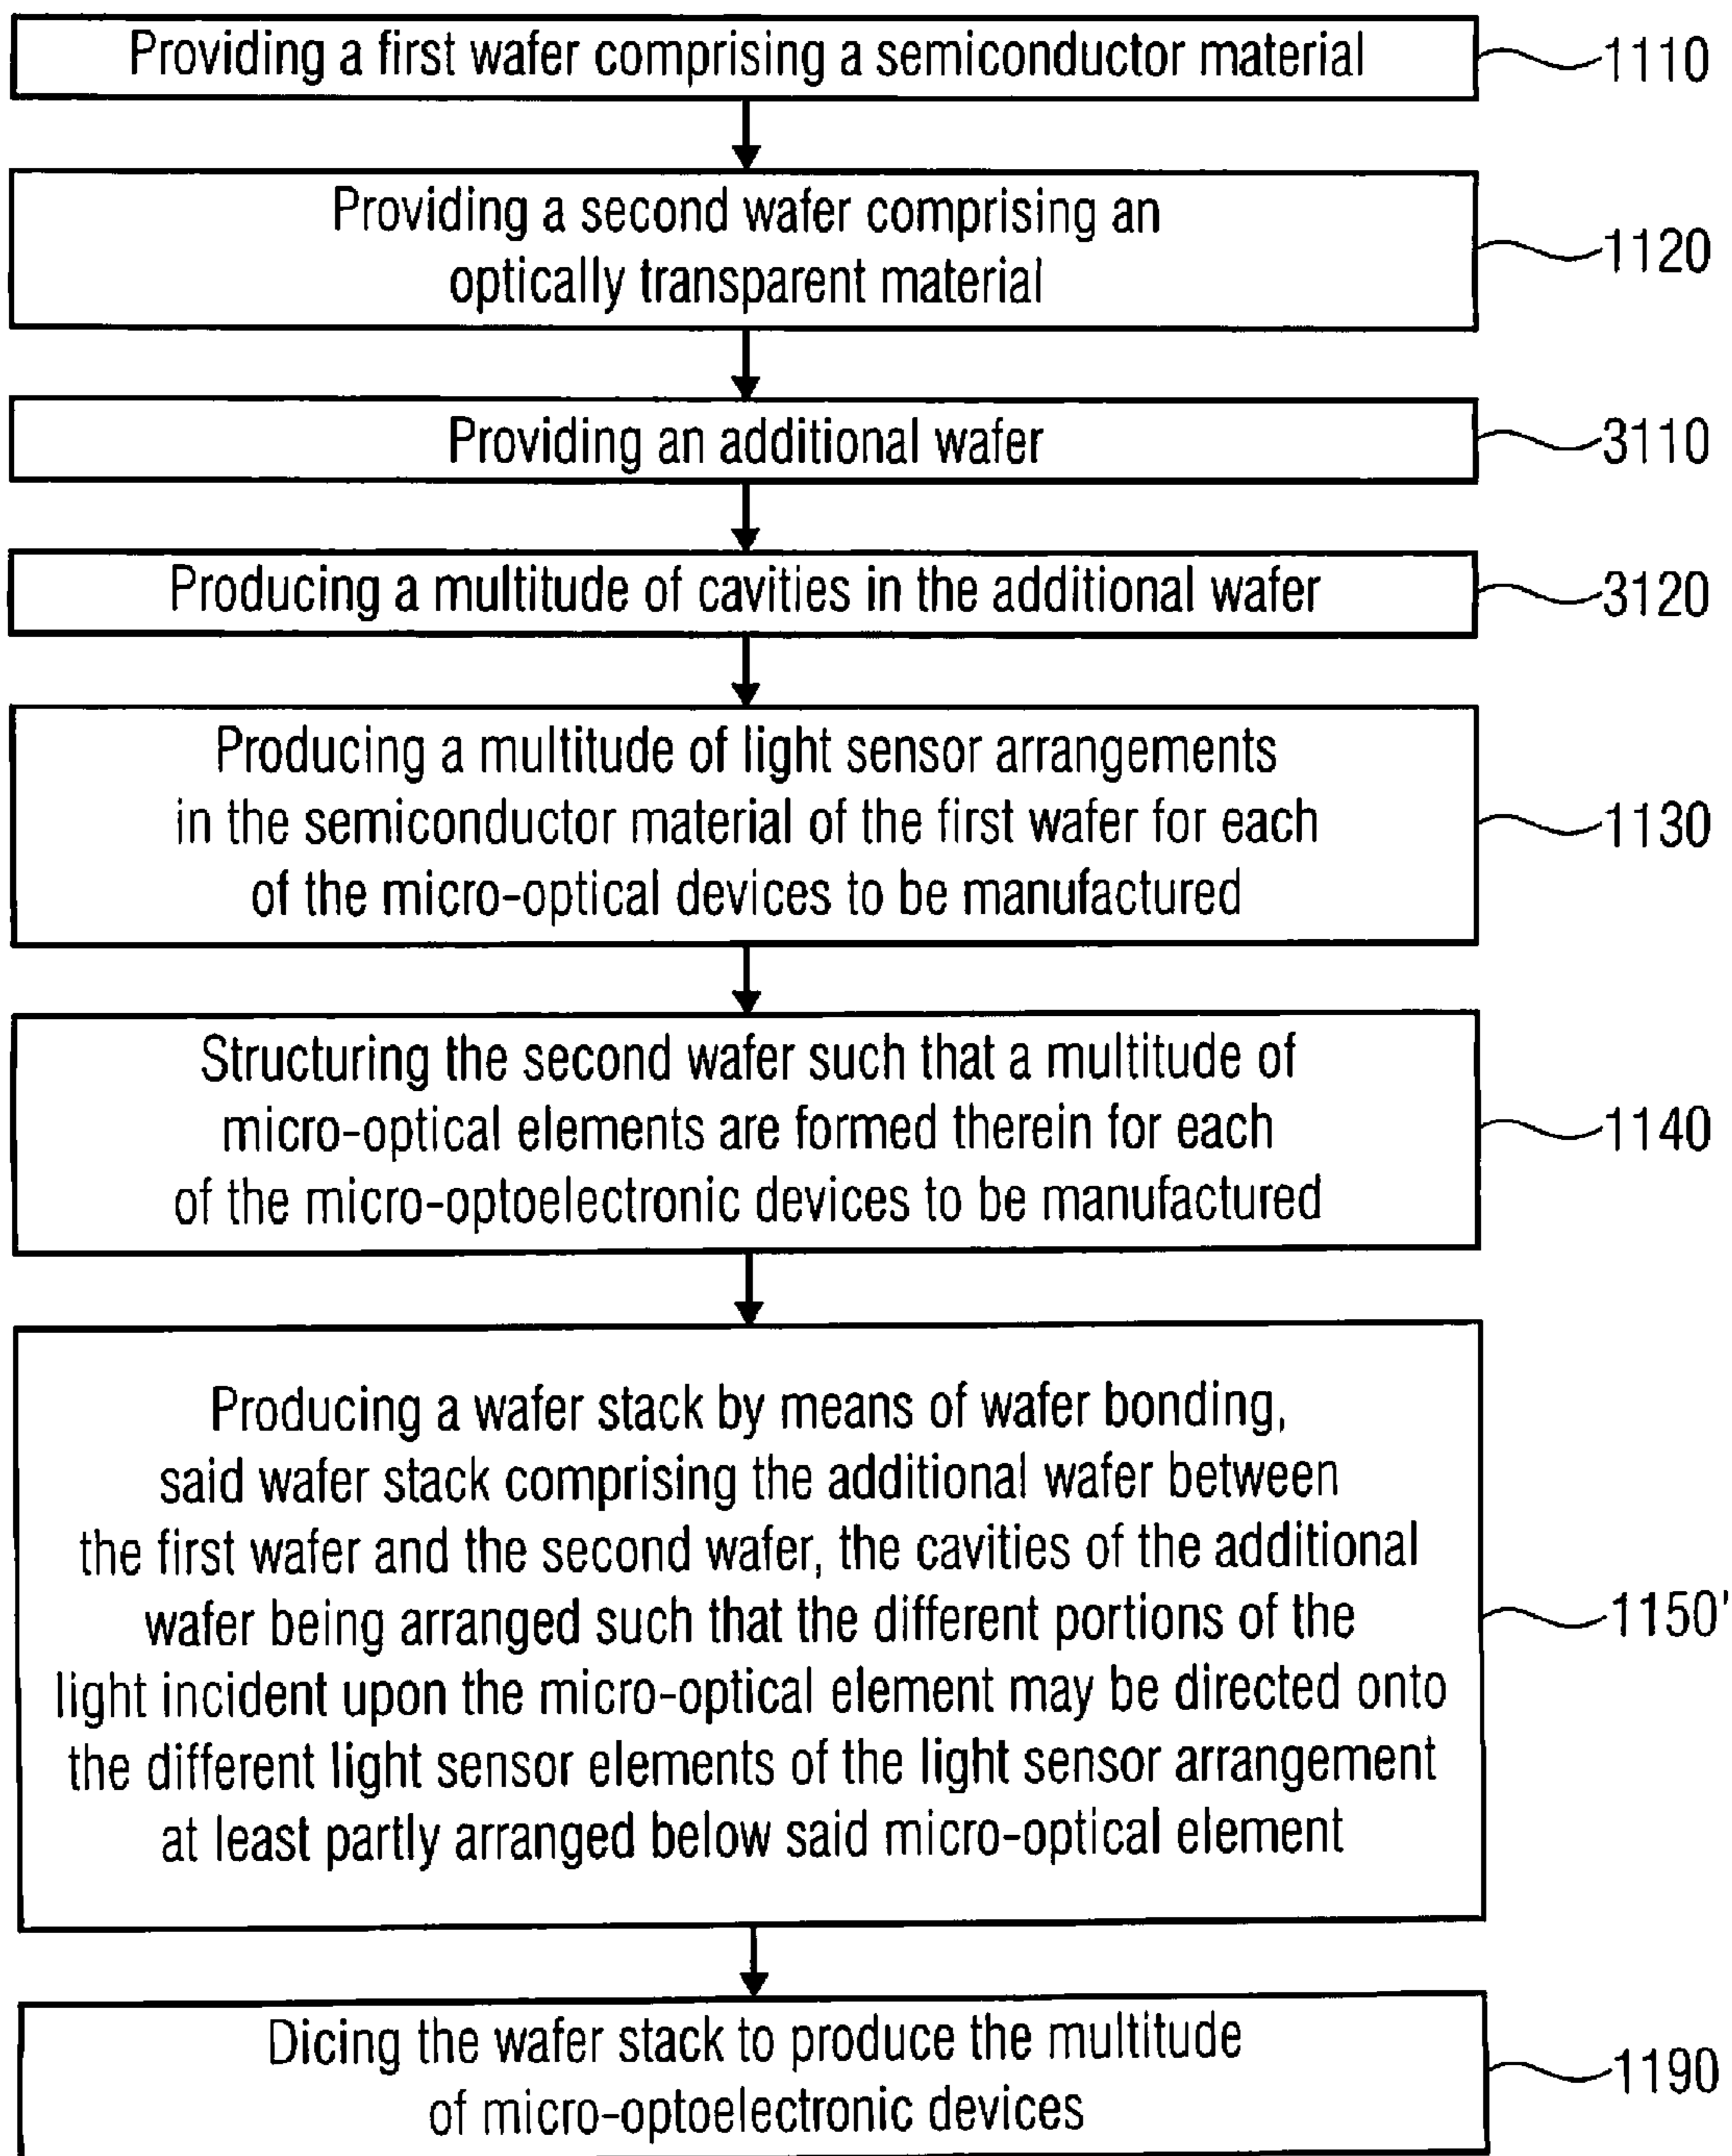 Providing a first wafer comprising a semiconductor material
1110
Providing a second wafer comprising an
optically transparent material
1120
Providing an additional wafer
3110
Producing a multitude of cavities in the additional wafer
3120
Producing a multitude of light sensor arrangements
in the semiconductor material of the first wafer for each
of the micro-optical devices to be manufactured
1130
Structuring the second wafer such that a multitude of
micro-optical elements are formed therein for each
of the micro-optoelectronic devices to be manufactured
1140
Producing a wafer stack by means of wafer bonding,
said wafer stack comprising the additional wafer between
the first wafer and the second wafer, the cavities of the additional
wafer being arranged such that the different portions of the
light incident upon the micro-optical element may be directed onto
the different light sensor elements of the light sensor arrangement
at least partly arranged below said micro-optical element
1150'
Dicing the wafer stack to produce the multitude
of micro-optoelectronic devices
1190